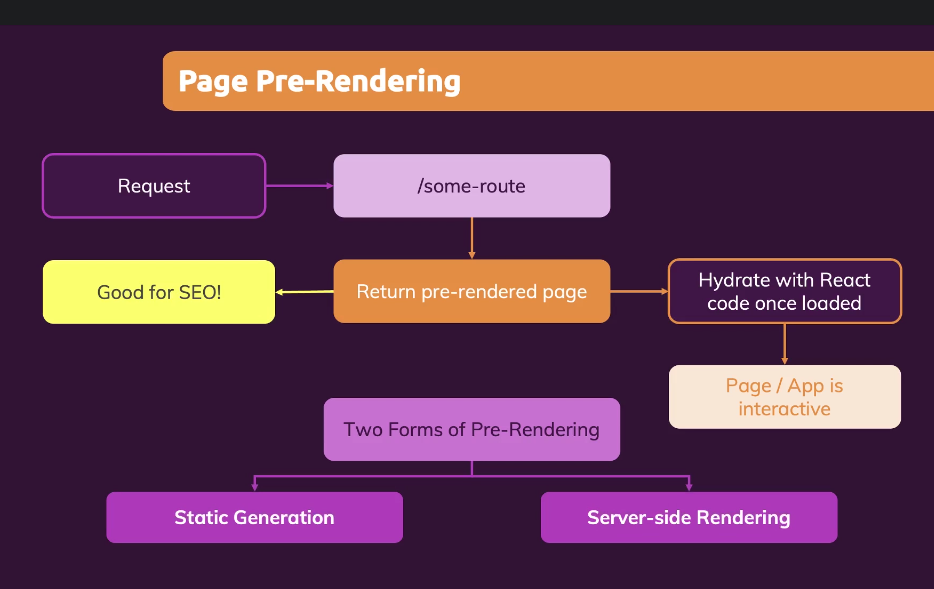 Page Pre-Rendering
Request
/some-route
Good for SEO!
Return pre-rendered page
Hydrate with React
code once loaded
Page / App is
interactive
Two Forms of Pre-Rendering
Static Generation
Server-side Rendering